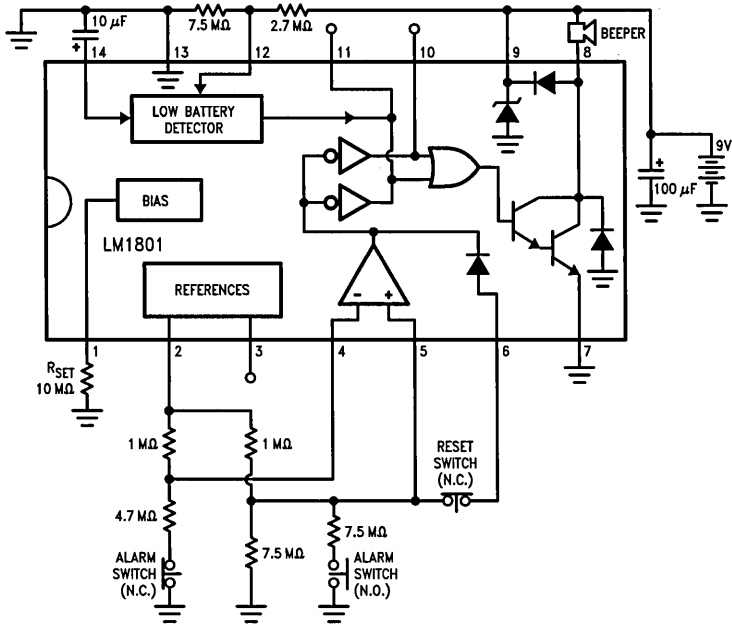 10 μF
7.5 MΩ
2.7 MΩ
BEEPER
14
13
12
11
10
9
8
9V
+
+
100 μF
LOW BATTERY
DETECTOR
BIAS
LM1801
REFERENCES
-
+
1
2
3
4
5
6
7
RSET
10 MΩ
1 MΩ
1 MΩ
RESET
SWITCH
(N.C.)
4.7 MΩ
7.5 MΩ
7.5 MΩ
ALARM
SWITCH
(N.C.)
ALARM
SWITCH
(N.O.)